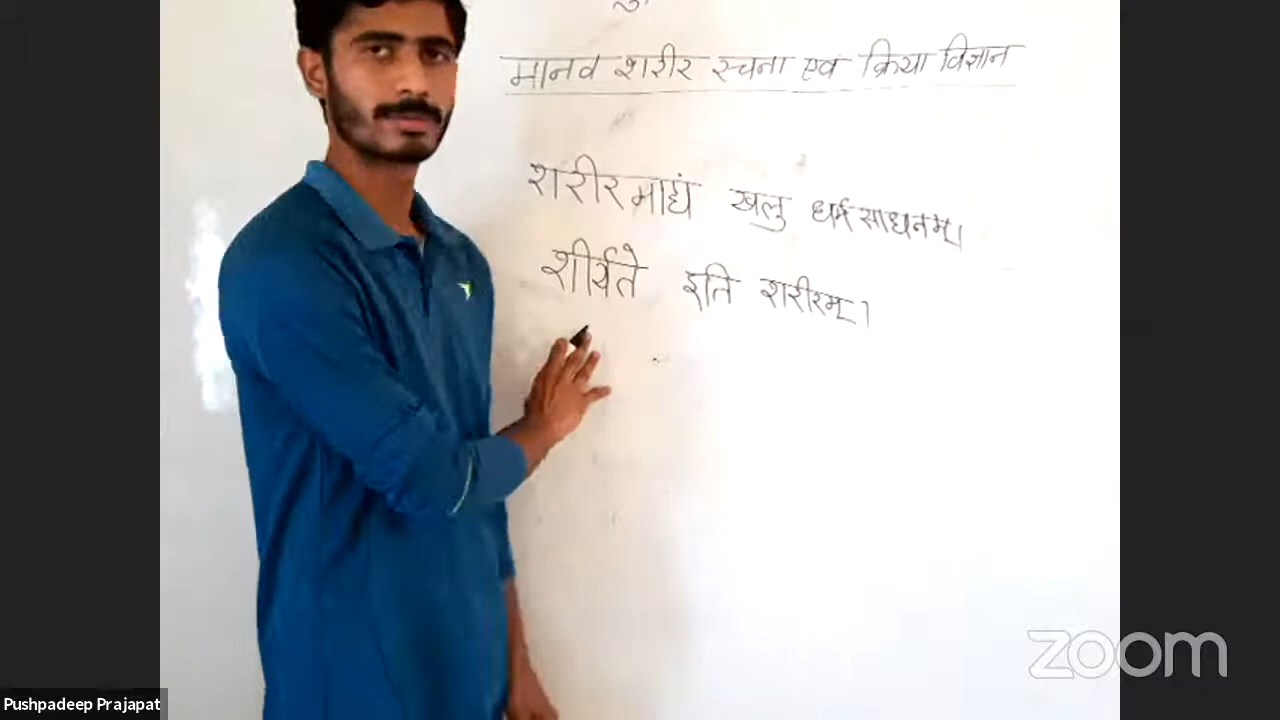 मानव शरीर रचना एवं क्रिया विज्ञान
शरीरमाद्यं खलु धर्मसाधनम्।
शीर्यते इति शरीरम्।
zoom
Pushpadeep Prajapat